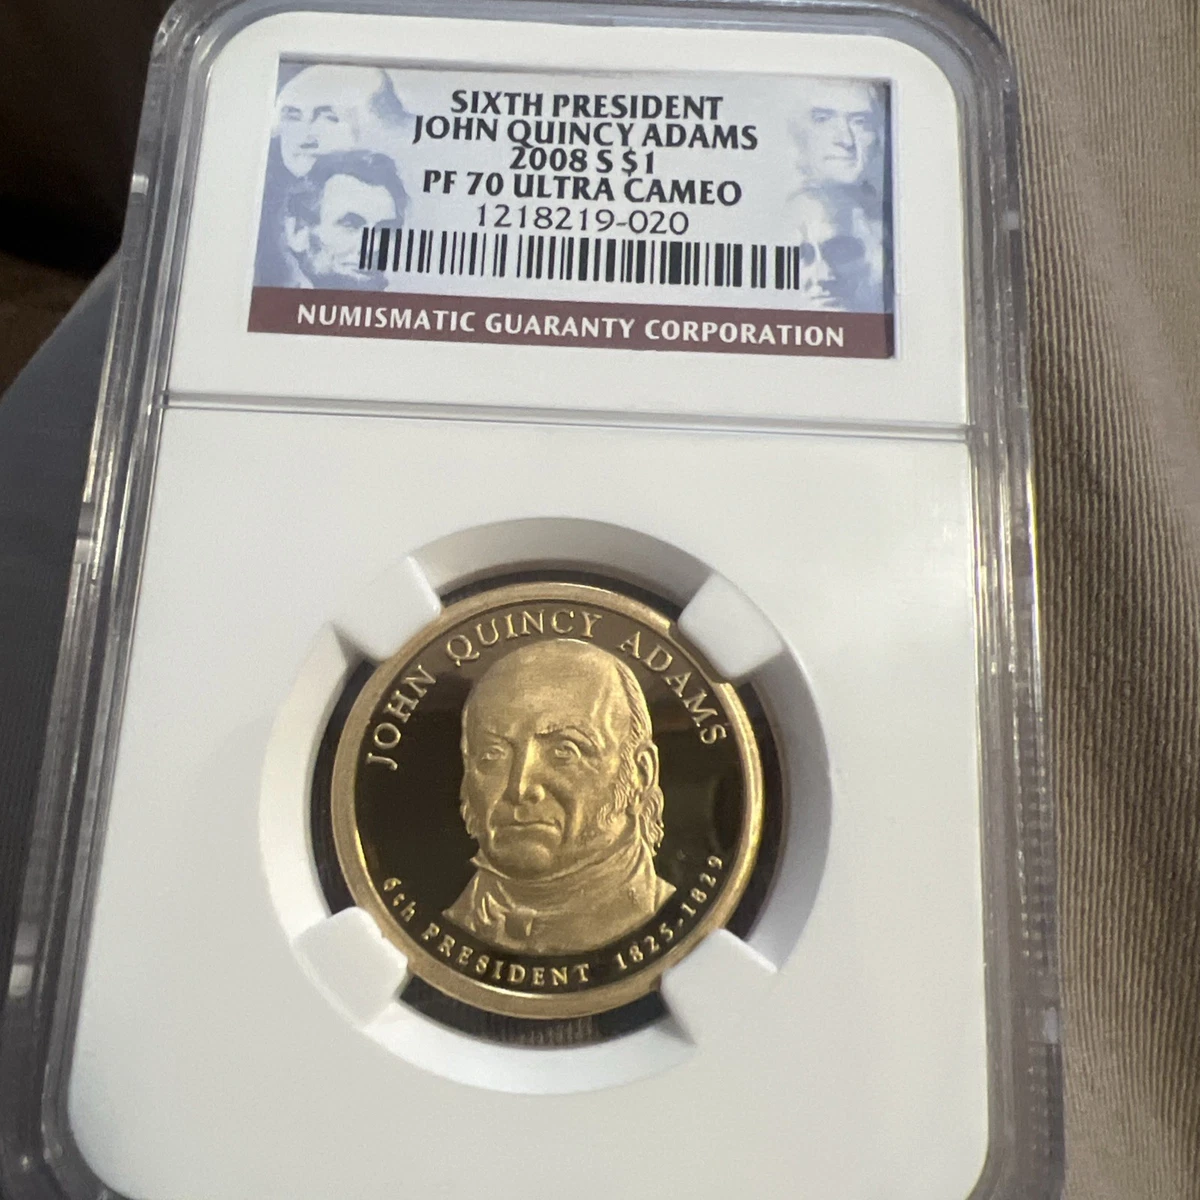 SIXTH PRESIDENT
JOHN QUINCY ADAMS
2008 S $1
PF 70 ULTRA CAMEO
1218219-020
NUMISMATIC GUARANTY CORPORATION
JOHN QUINCY ADAMS
6th PRESIDENT 1825-1829